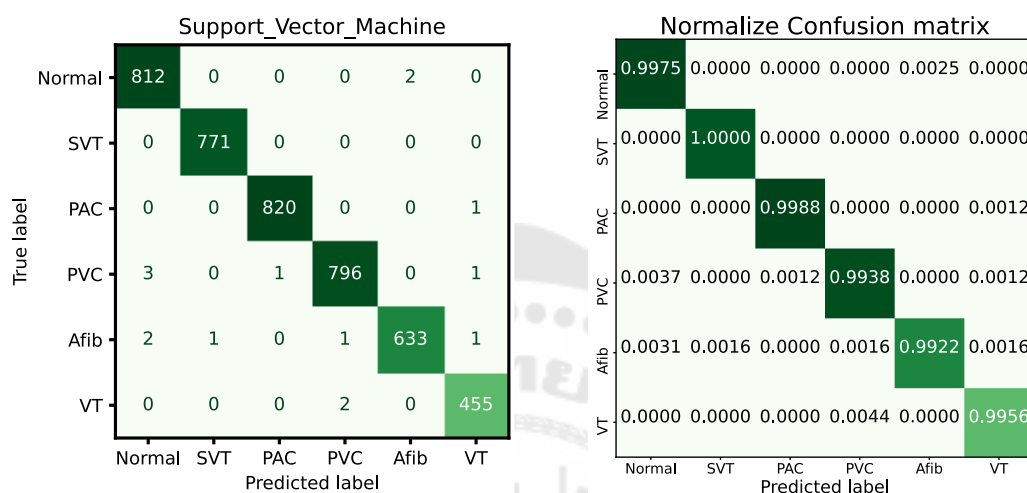 Support_Vector_Machine
Normal 812 0 0 0 2 0
SVT 0 771 0 0 0 0
PAC 0 0 820 0 0 1
PVC 3 0 1 796 0 1
Afib 2 1 0 1 633 1
VT 0 0 0 2 0 455
Normal SVT PAC PVC Afib VT
True label
Predicted label
Normalize Confusion matrix
Normal 0.9975 0.0000 0.0000 0.0000 0.0025 0.0000
SVT 0.0000 1.0000 0.0000 0.0000 0.0000 0.0000
PAC 0.0000 0.0000 0.9988 0.0000 0.0000 0.0012
PVC 0.0037 0.0000 0.0012 0.9938 0.0000 0.0012
Afib 0.0031 0.0016 0.0000 0.0016 0.9922 0.0016
VT 0.0000 0.0000 0.0000 0.0044 0.0000 0.9956
Normal SVT PAC PVC Afib VT
Predicted label